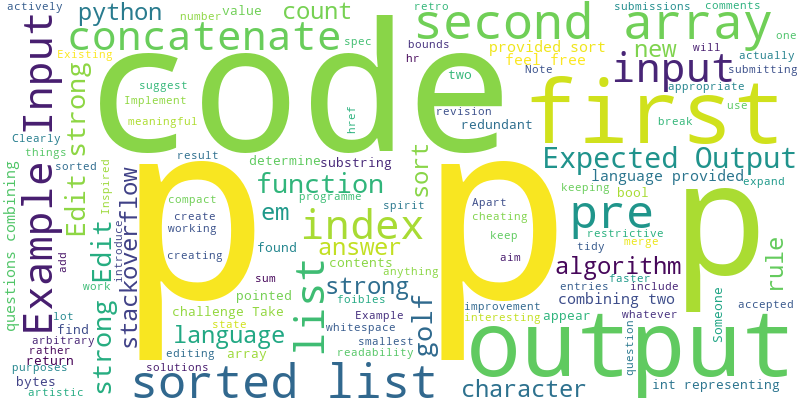 actively
python
number
value
count
retro
submissions
comments
second array
one
concatenate
Existing
spec
bounds
hr
provided sort
feel free
new
will
actually
Example Input
Edit strong
suggest
Implement
meaningful
code
href
two
Note
input
submitting
appropriate
use
break
first
revision
redundant
Clearly
things
sorted
result
determine
substring
sort
Expected Output
language provided
expand
questions combining
Inspired
introduce
stackoverflow
compact
create
working
creating
p
function
programme
em
index
answer
found
contents
anything
spirit
Apart
cheating
keep
aim
p
keeping
bool
pre
restrictive
tidy
merge
p
rule
algorithm
faster
entries
include
combining two
whatever
add
work
strong Edit
sum
pointed
challenge Take
state
language
array
list
strong
foibles
Example
whitespace
smallest
readability
golf
improvement
interesting
appear
output
question
Someone
accepted
lot
find
arbitrary
rather
return
purposes
bytes
artistic
editing
solutions
sorted list
character
int representing